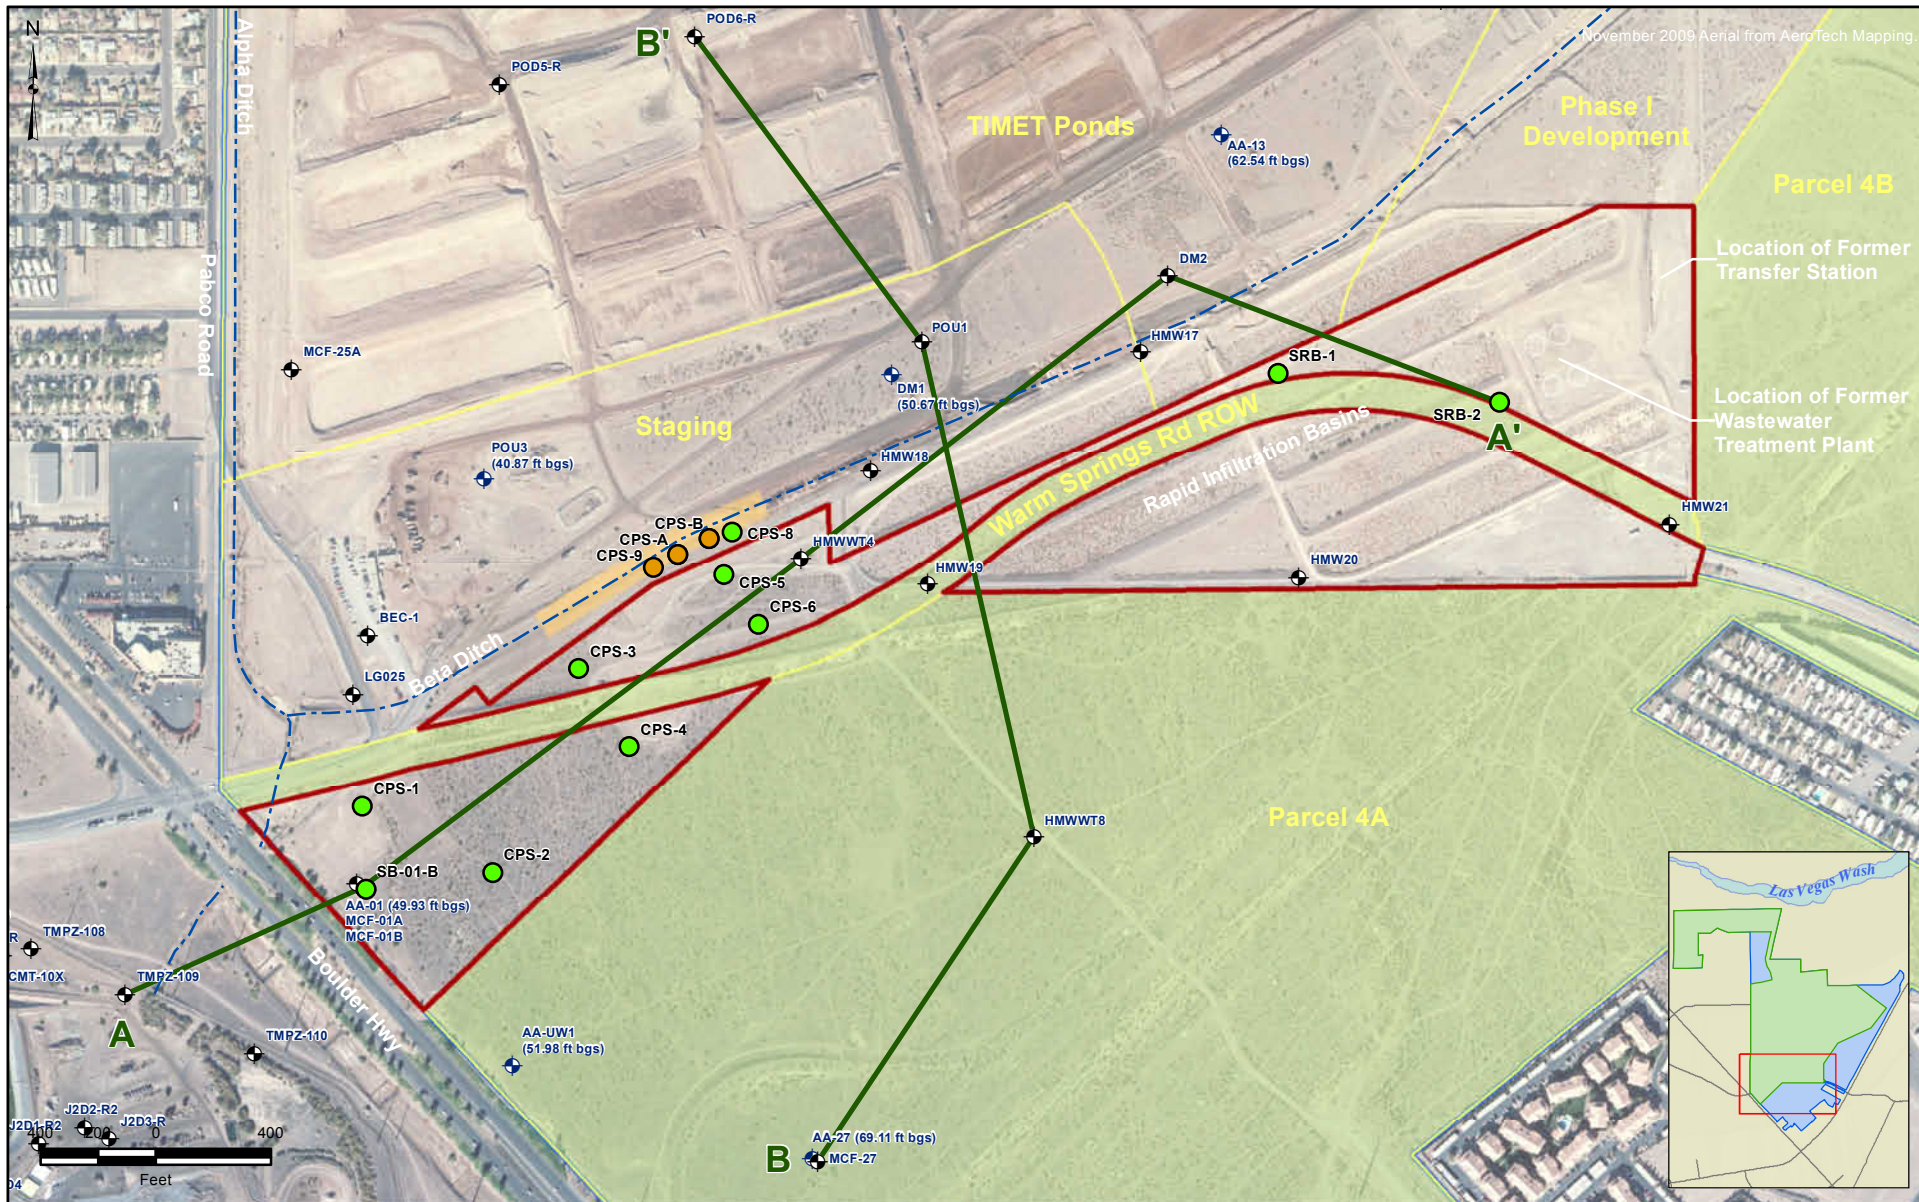 N
Alpha Ditch
Pabco Road
B'
POD6-R
POD5-R
November 2009 Aerial from AeroTech Mapping.
TIMET Ponds
AA-13
(62.54 ft bgs)
Phase I
Development
Parcel 4B
Location of Former
Transfer Station
DM2
POU1
HMW17
MCF-25A
DM1
(50.67 ft bgs)
SRB-1
SRB-2
A'
Location of Former
Wastewater
Treatment Plant
Staging
Warm Springs Rd ROW
Rapid Infiltration Basins
POU3
(40.87 ft bgs)
HMW18
HMW21
CPS-B
CPS-A
CPS-9
CPS-8
HMWWT4
CPS-5
HMW19
HMW20
CPS-6
BEC-1
Beta Ditch
CPS-3
LG025
CPS-4
CPS-1
HMWWT8
Parcel 4A
CPS-2
SB-01-B
AA-01 (49.93 ft bgs)
MCF-01A
MCF-01B
Las Vegas Wash
R
TMPZ-108
CMT-10X
TMPZ-109
A
Boulder Hwy
TMPZ-110
AA-UW1
(51.98 ft bgs)
J2D2-R2
J2D3-R
J2D1-R2
400 200 0 400
Feet
B
AA-27 (69.11 ft bgs)
MCF-27
04